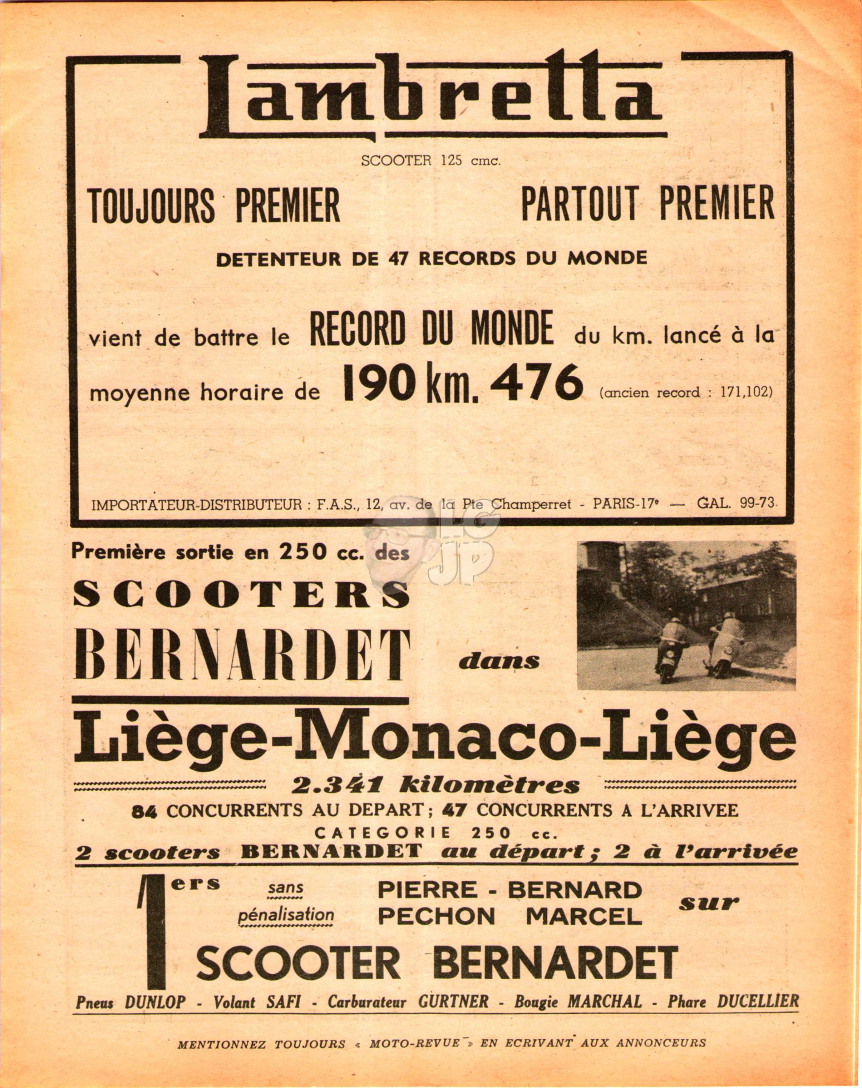 Lambretta
SCOOTER 125 cmc.
TOUJOURS PREMIER PARTOUT PREMIER
DETENTEUR DE 47 RECORDS DU MONDE
vient de battre le RECORD DU MONDE du km. lancé à la
moyenne horaire de 190 km. 476 (ancien record : 171,102)
IMPORTATEUR-DISTRIBUTEUR : F.A.S., 12, av. de la Pte Champerret - PARIS-17e — GAL. 99-73
LG
JP
Première sortie en 250 cc. des
SCOOTERS
BERNARDET dans
Liège-Monaco-Liège
2.341 kilomètres
84 CONCURRENTS AU DEPART ; 47 CONCURRENTS A L'ARRIVEE
CATEGORIE 250 cc.
2 scooters BERNARDET au départ ; 2 à l'arrivée
1ers sans PIERRE - BERNARD sur
pénalisation PECHON MARCEL
SCOOTER BERNARDET
Pneus DUNLOP - Volant SAFI - Carburateur GURTNER - Bougie MARCHAL - Phare DUCELLIER
MENTIONNEZ TOUJOURS « MOTO-REVUE » EN ECRIVANT AUX ANNONCEURS